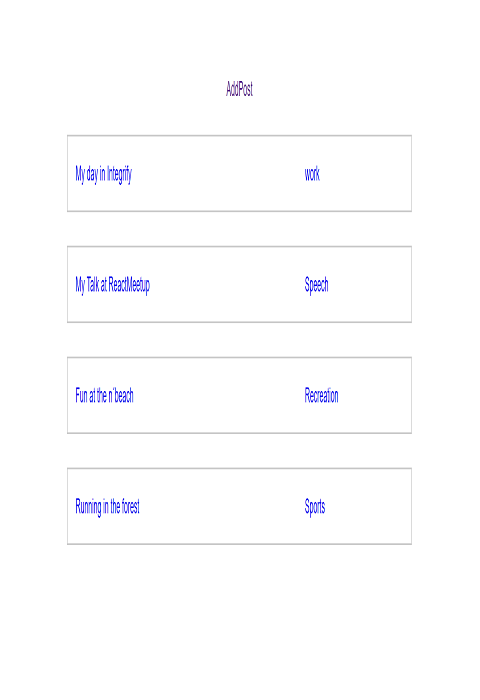 AddPost
My day in Integrify work
My Talk at ReactMeetup Speech
Fun at the n´beach Recreation
Running in the forest Sports